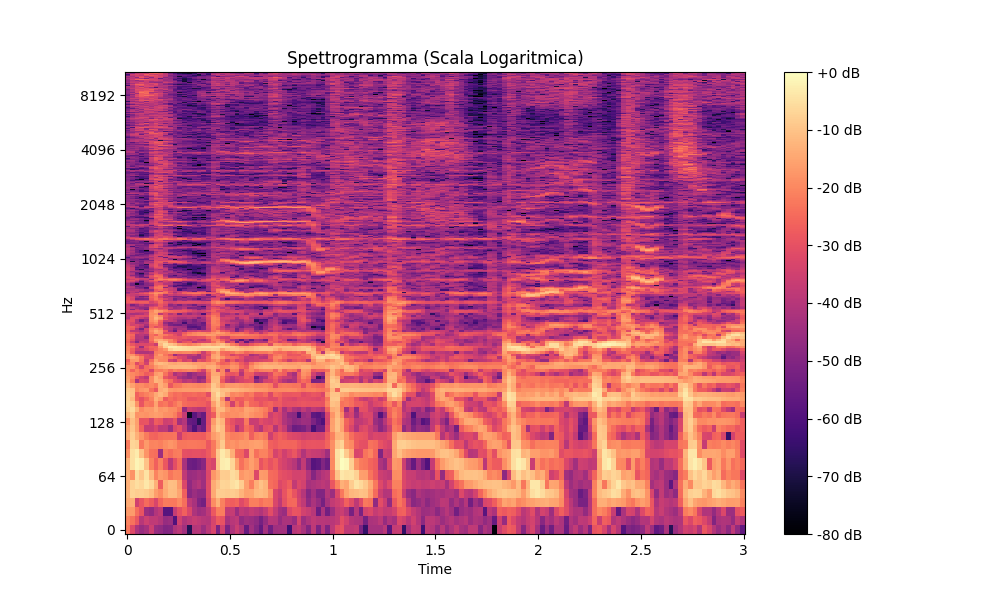 Spettrogramma (Scala Logaritmica)
Hz
8192
4096
2048
1024
512
256
128
64
0
0 0.5 1 1.5 2 2.5 3
Time
+0 dB
-10 dB
-20 dB
-30 dB
-40 dB
-50 dB
-60 dB
-70 dB
-80 dB